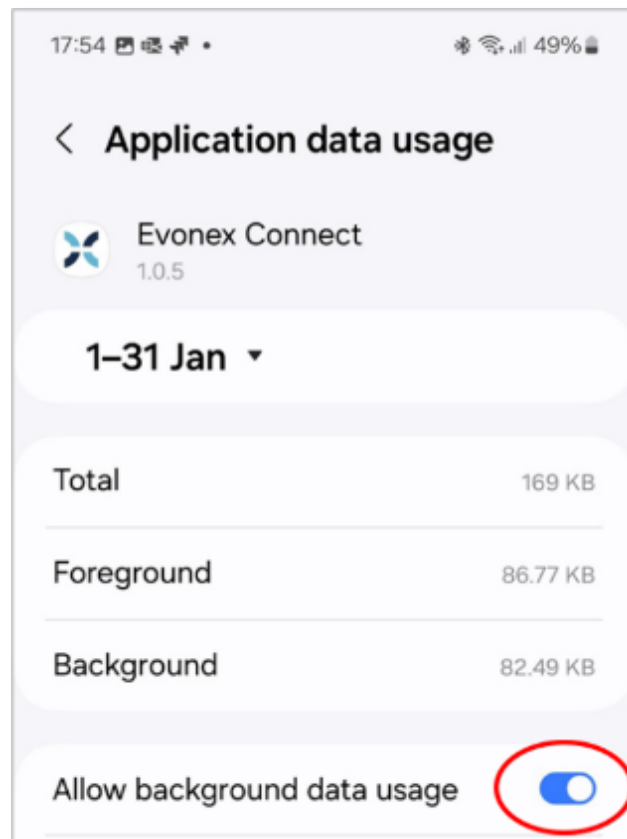 17:54 49%
Application data usage
Evonex Connect
1.0.5
1–31 Jan
Total 169 KB
Foreground 86.77 KB
Background 82.49 KB
Allow background data usage